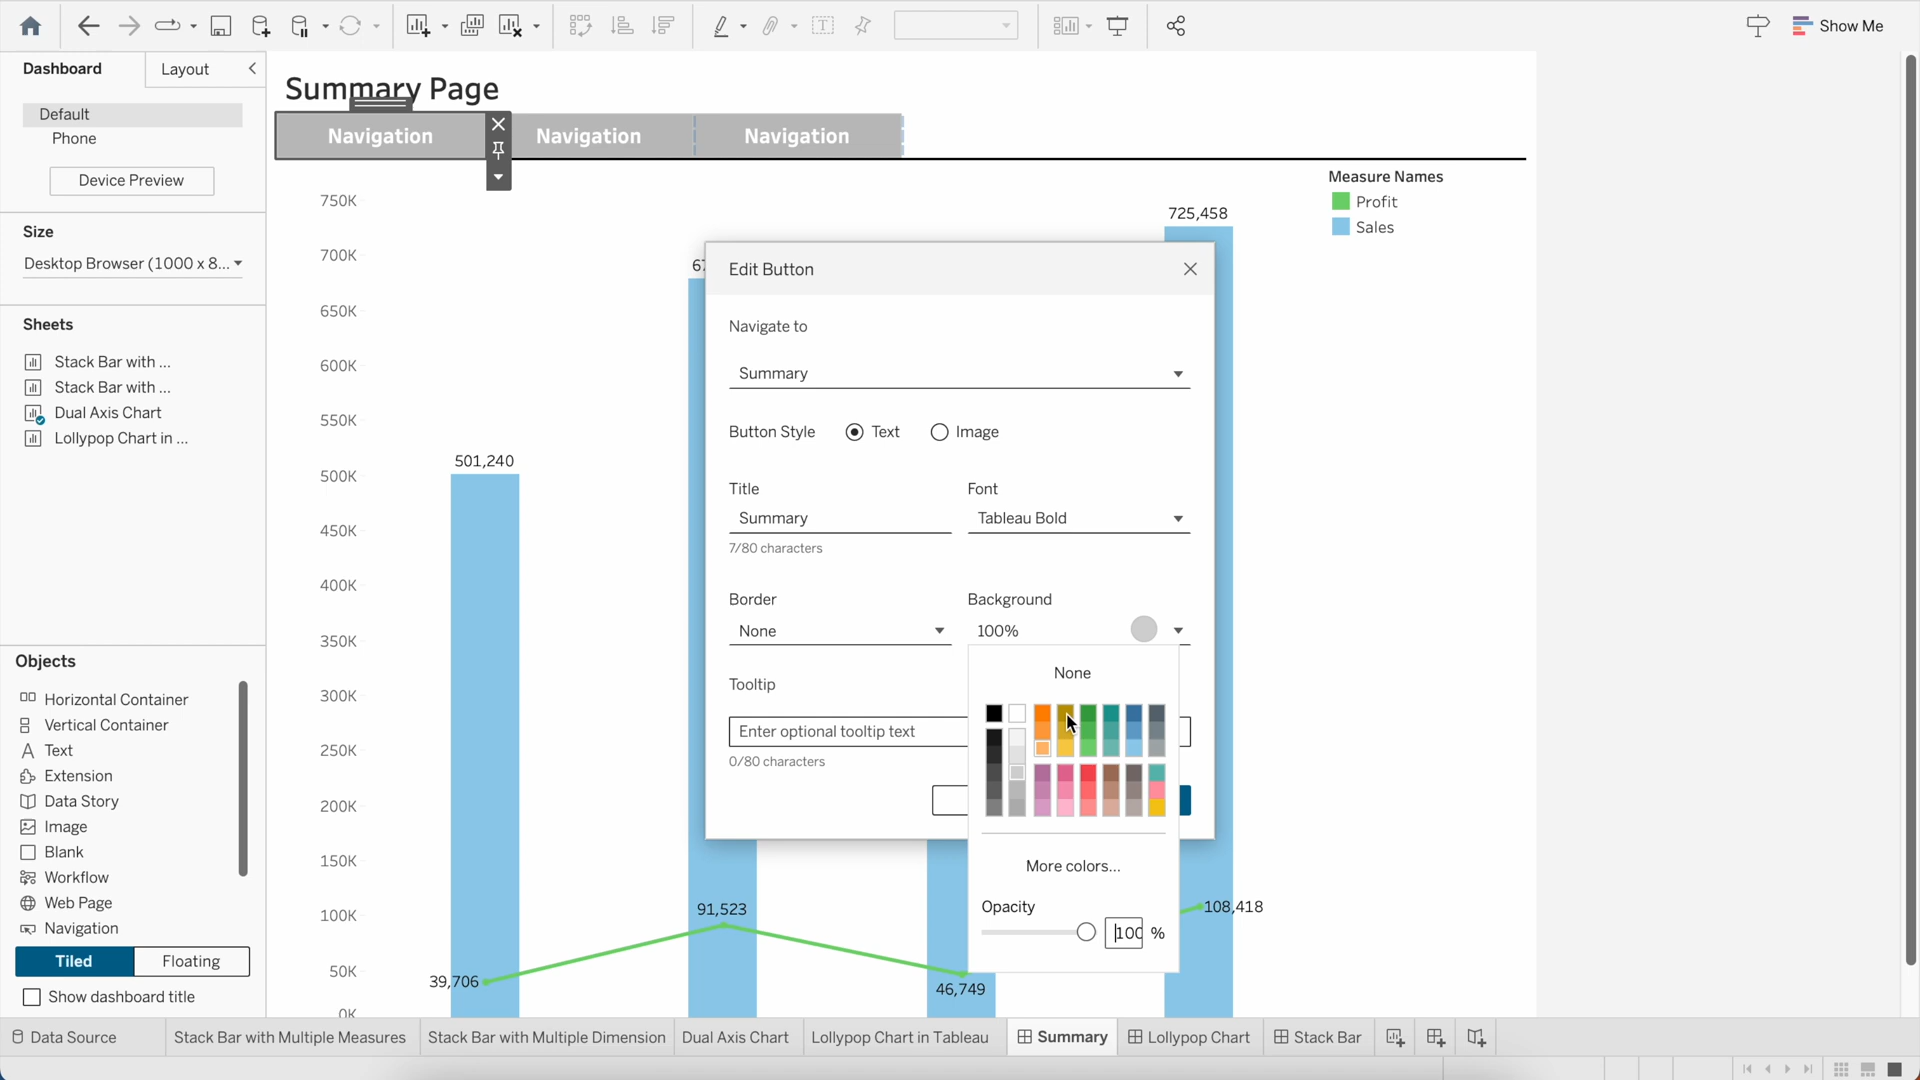 Show Me
Dashboard
Layout
Default
Phone
Device Preview
Size
Desktop Browser (1000 x 8...
Sheets
Stack Bar with ...
Stack Bar with ...
Dual Axis Chart
Lollypop Chart in ...
Objects
Horizontal Container
Vertical Container
Text
Extension
Data Story
Image
Blank
Workflow
Web Page
Navigation
Tiled
Floating
Show dashboard title
Summary Page
Navigation
Navigation
Navigation
Measure Names
Profit
Sales
750K
700K
650K
600K
550K
500K
450K
400K
350K
300K
250K
200K
150K
100K
50K
0K
501,240
725,458
39,706
91,523
46,749
108,418
Edit Button
Navigate to
Summary
Button Style
Text
Image
Title
Font
Summary
Tableau Bold
7/80 characters
Border
Background
None
100%
Tooltip
Enter optional tooltip text
0/80 characters
None
More colors...
Opacity
100 %
Data Source
Stack Bar with Multiple Measures
Stack Bar with Multiple Dimension
Dual Axis Chart
Lollypop Chart in Tableau
Summary
Lollypop Chart
Stack Bar